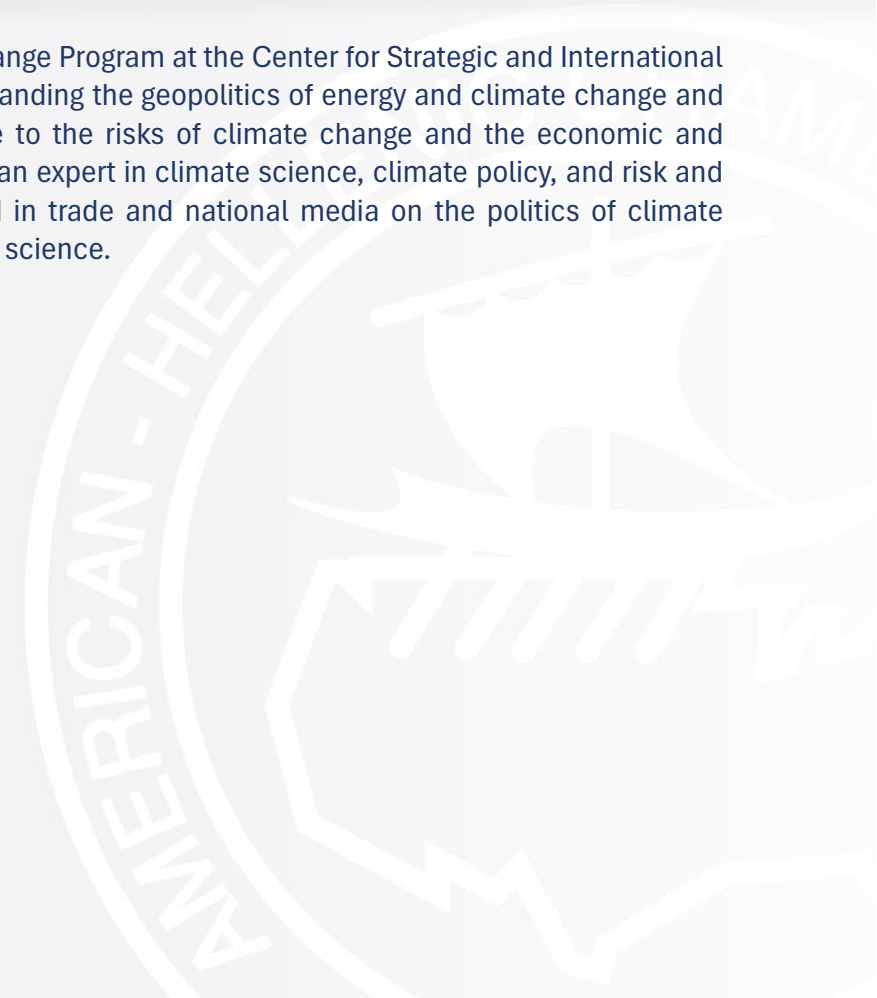 ange Program at the Center for Strategic and International
anding the geopolitics of energy and climate change and
e to the risks of climate change and the economic and
an expert in climate science, climate policy, and risk and
in trade and national media on the politics of climate
science.
AMERICAN - HELLENIC CHAM